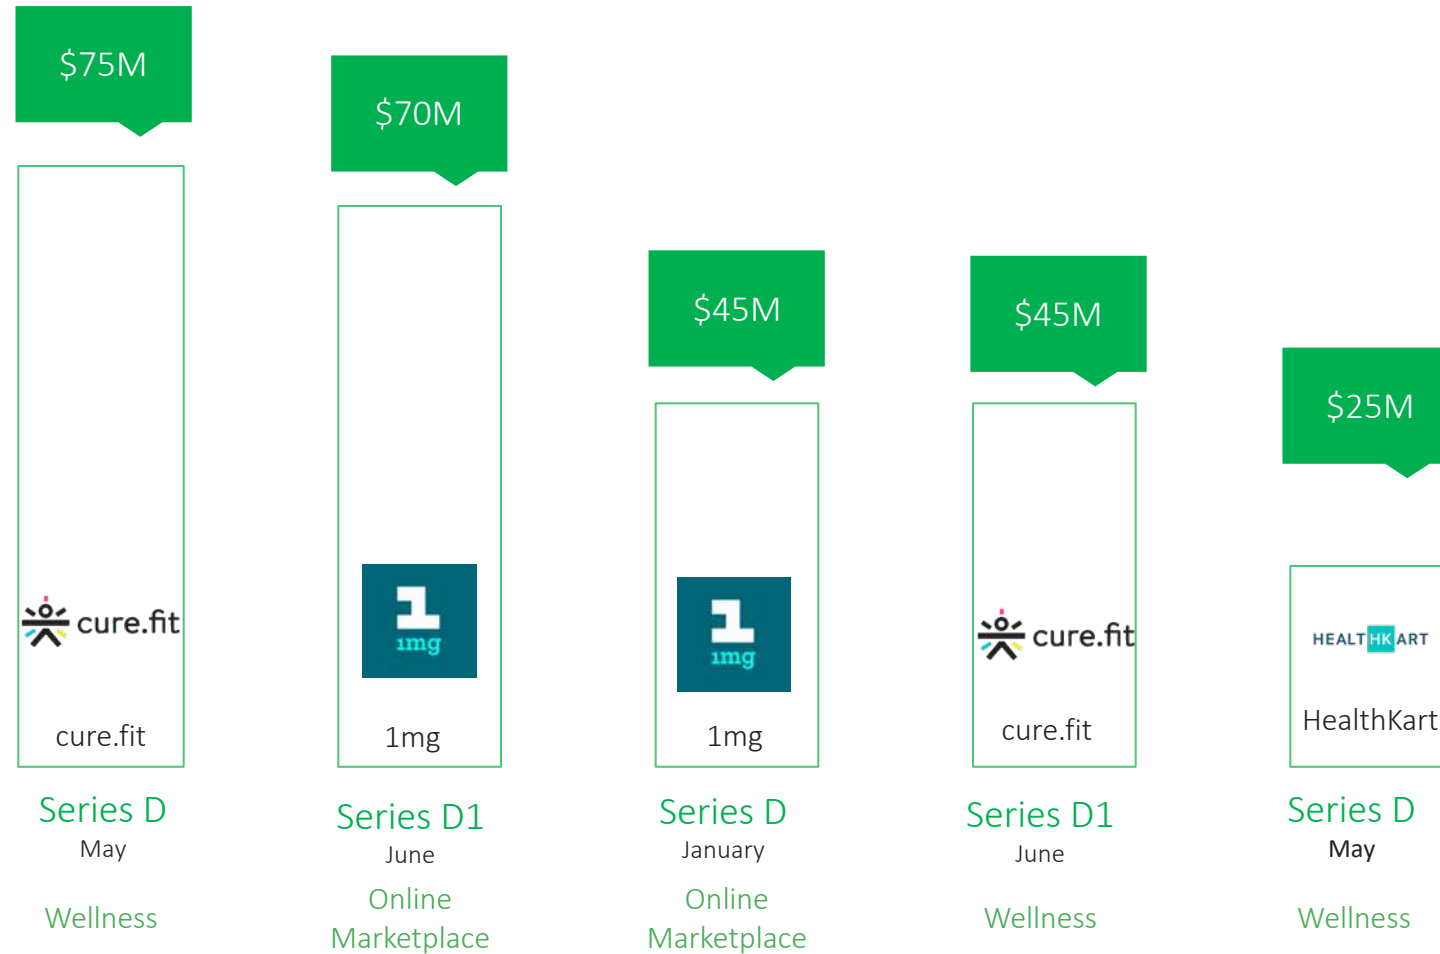 $75M
$70M
$45M
$45M
$25M
cure.fit
1
1mg
1
1mg
cure.fit
HEALTHKART
cure.fit
1mg
1mg
cure.fit
HealthKart
Series D
May
Wellness
Series D1
June
Online
Marketplace
Series D
January
Online
Marketplace
Series D1
June
Wellness
Series D
May
Wellness